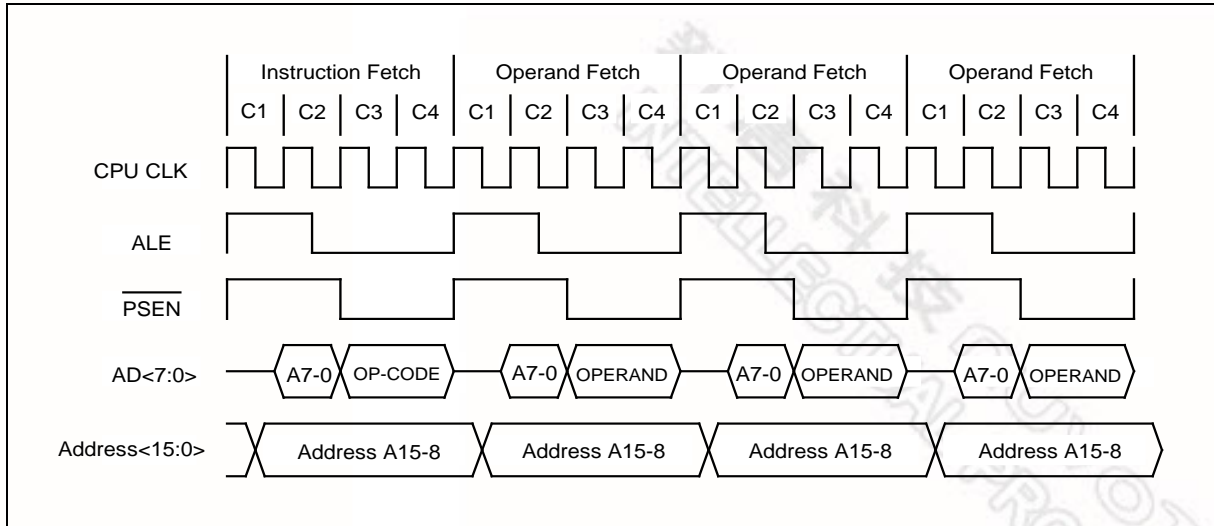 Instruction Fetch Operand Fetch Operand Fetch Operand Fetch
C1 C2 C3 C4 C1 C2 C3 C4 C1 C2 C3 C4 C1 C2 C3 C4
CPU CLK
ALE
PSEN
AD<7:0> A7-0 OP-CODE A7-0 OPERAND A7-0 OPERAND A7-0 OPERAND
Address<15:0> Address A15-8 Address A15-8 Address A15-8 Address A15-8